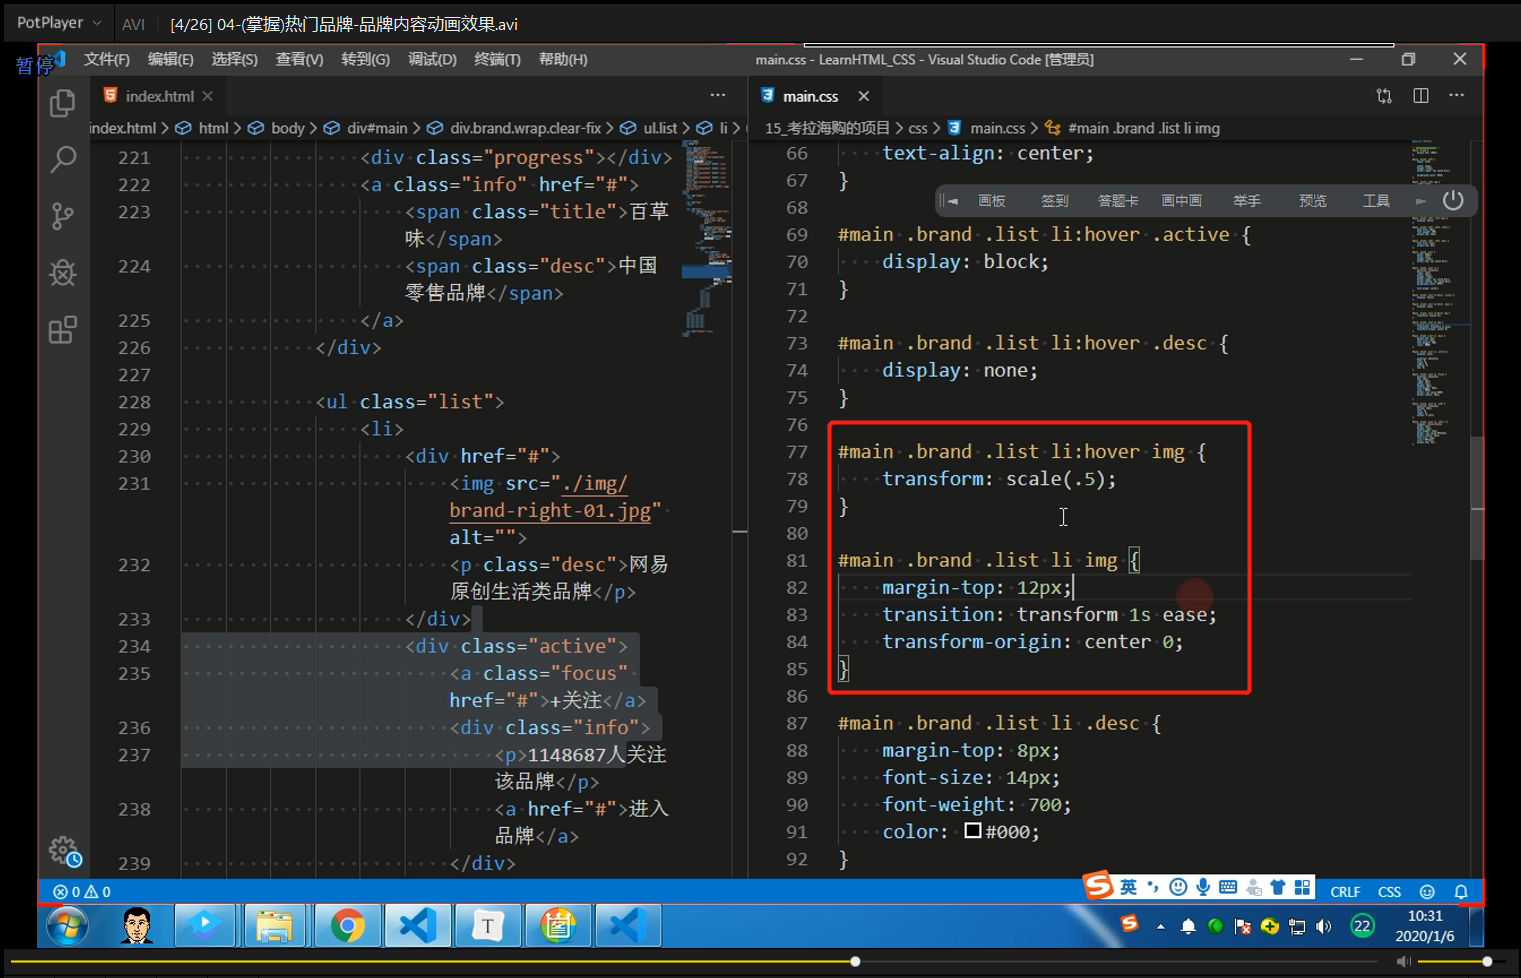 PotPlayer
AVI
[4/26] 04-(掌握)热门品牌-品牌内容动画效果.avi
暂停
文件(F) 编辑(E) 选择(S) 查看(V) 转到(G) 调试(D) 终端(T) 帮助(H)
main.css - LearnHTML_CSS - Visual Studio Code [管理员]
index.html
index.html > html > body > div#main > div.brand.wrap.clear-fix > ul.list > li >
221 <div class="progress"></div>
222 <a class="info" href="#">
223 <span class="title">百草
味</span>
224 <span class="desc">中国
零售品牌</span>
225 </a>
226 </div>
227
228 <ul class="list">
229 <li>
230 <div href="#">
231 <img src="./img/
brand-right-01.jpg"
alt="">
232 <p class="desc">网易
原创生活类品牌</p>
233 </div>
234 <div class="active">
235 <a class="focus"
href="#">+关注</a>
236 <div class="info">
237 <p>1148687人关注
该品牌</p>
238 <a href="#">进入
品牌</a>
239 </div>
main.css
15_考拉海购的项目 > css > main.css > #main .brand .list li img
画板 签到 答题卡 画中画 举手 预览 工具
66 text-align: center;
67 }
68
69 #main .brand .list li:hover .active {
70 display: block;
71 }
72
73 #main .brand .list li:hover .desc {
74 display: none;
75 }
76
77 #main .brand .list li:hover img {
78 transform: scale(.5);
79 }
80
81 #main .brand .list li img {
82 margin-top: 12px;
83 transition: transform 1s ease;
84 transform-origin: center 0;
85 }
86
87 #main .brand .list li .desc {
88 margin-top: 8px;
89 font-size: 14px;
90 font-weight: 700;
91 color: #000;
92 }
0 0
英
CRLF CSS
T
22
10:31
2020/1/6